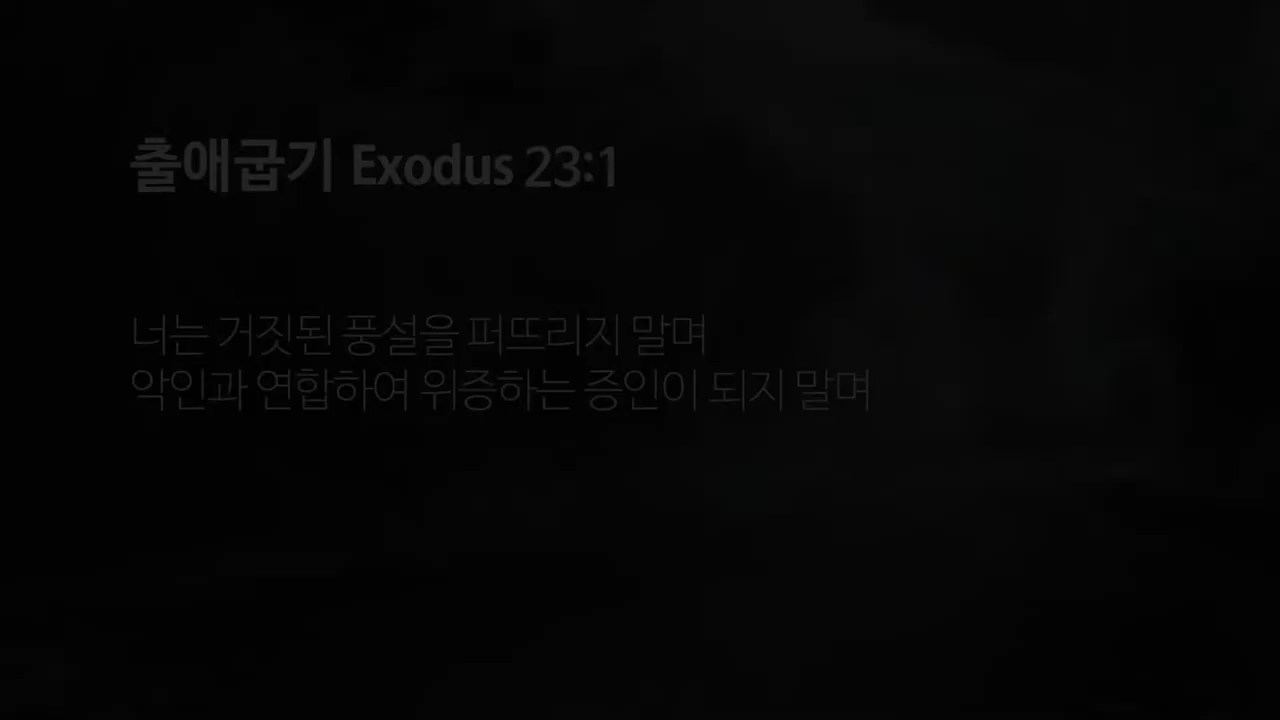 출애굽기 Exodus 23:1
너는 거짓된 풍설을 퍼뜨리지 말며
악인과 연합하여 위증하는 증인이 되지 말며